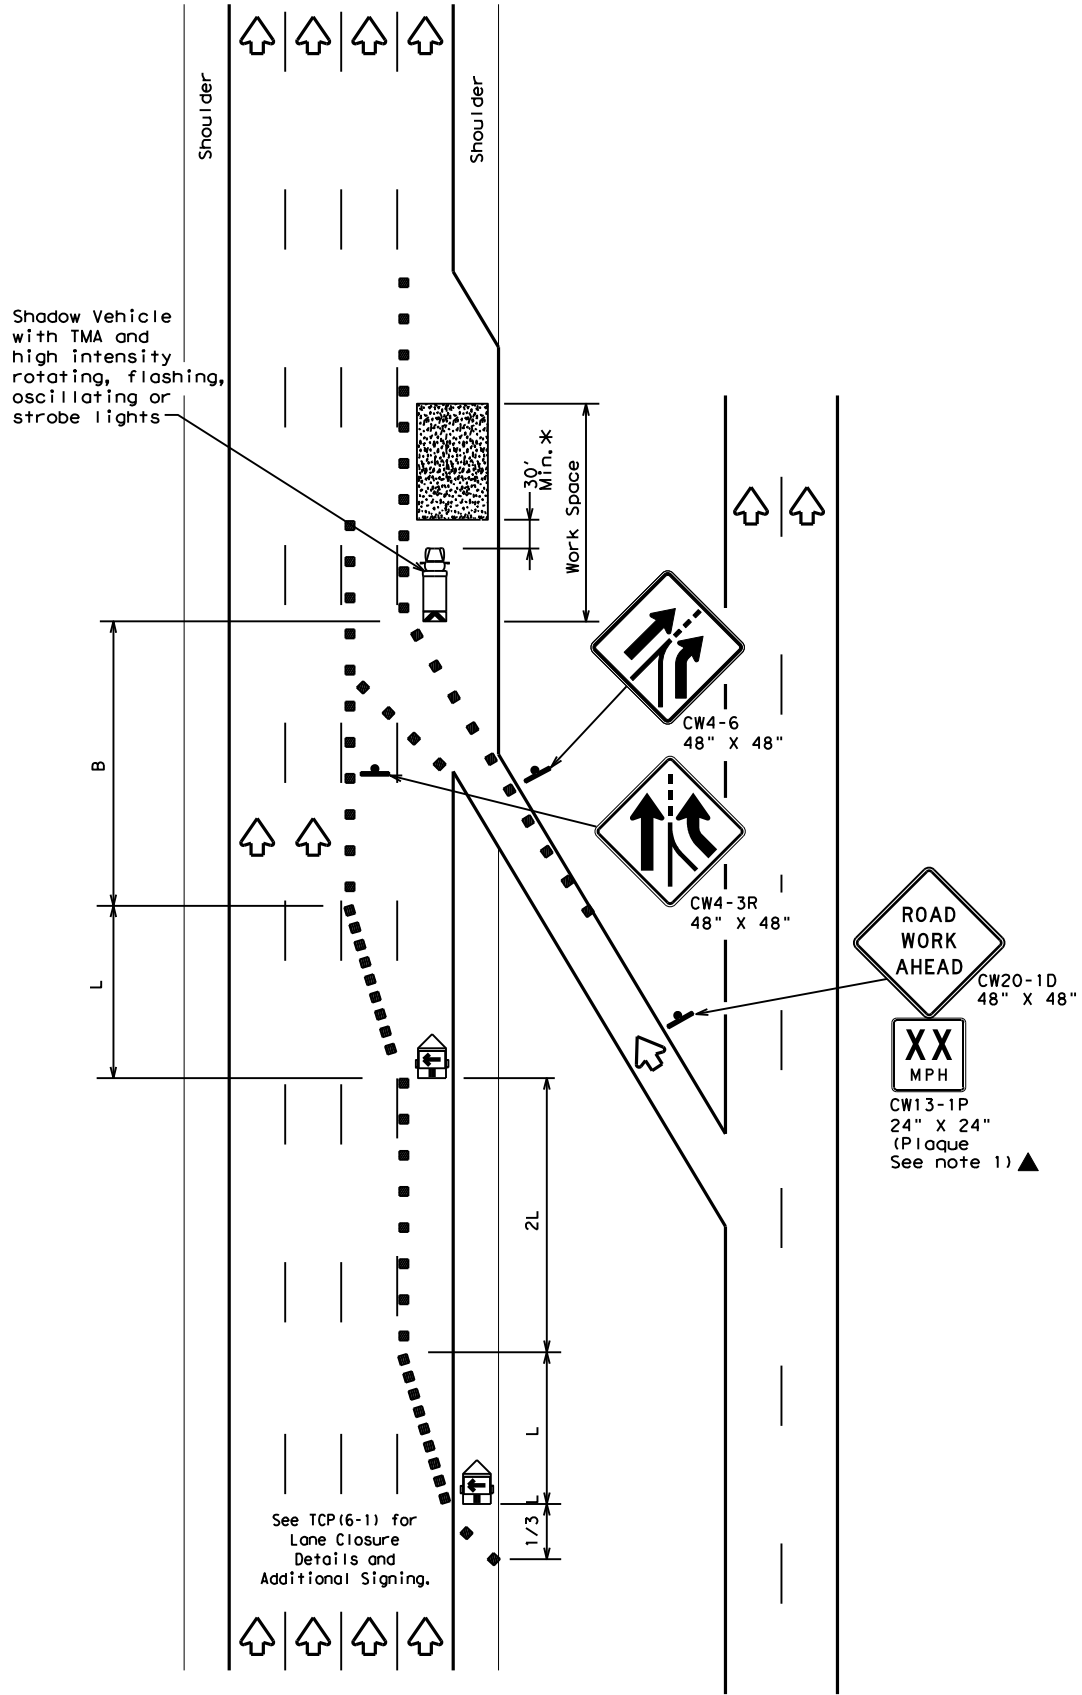 Shoulder
Shoulder
Shadow Vehicle
with TMA and
high intensity
rotating, flashing,
oscillating or
strobe lights
30'
Min.*
Work Space
CW4-6
48" X 48"
B
CW4-3R
48" X 48"
L
ROAD
WORK
AHEAD
CW20-1D
48" X 48"
XX
MPH
CW13-1P
24" X 24"
(Plaque
See note 1)▲
2L
L
1/3 L
See TCP(6-1) for
Lane Closure
Details and
Additional Signing.